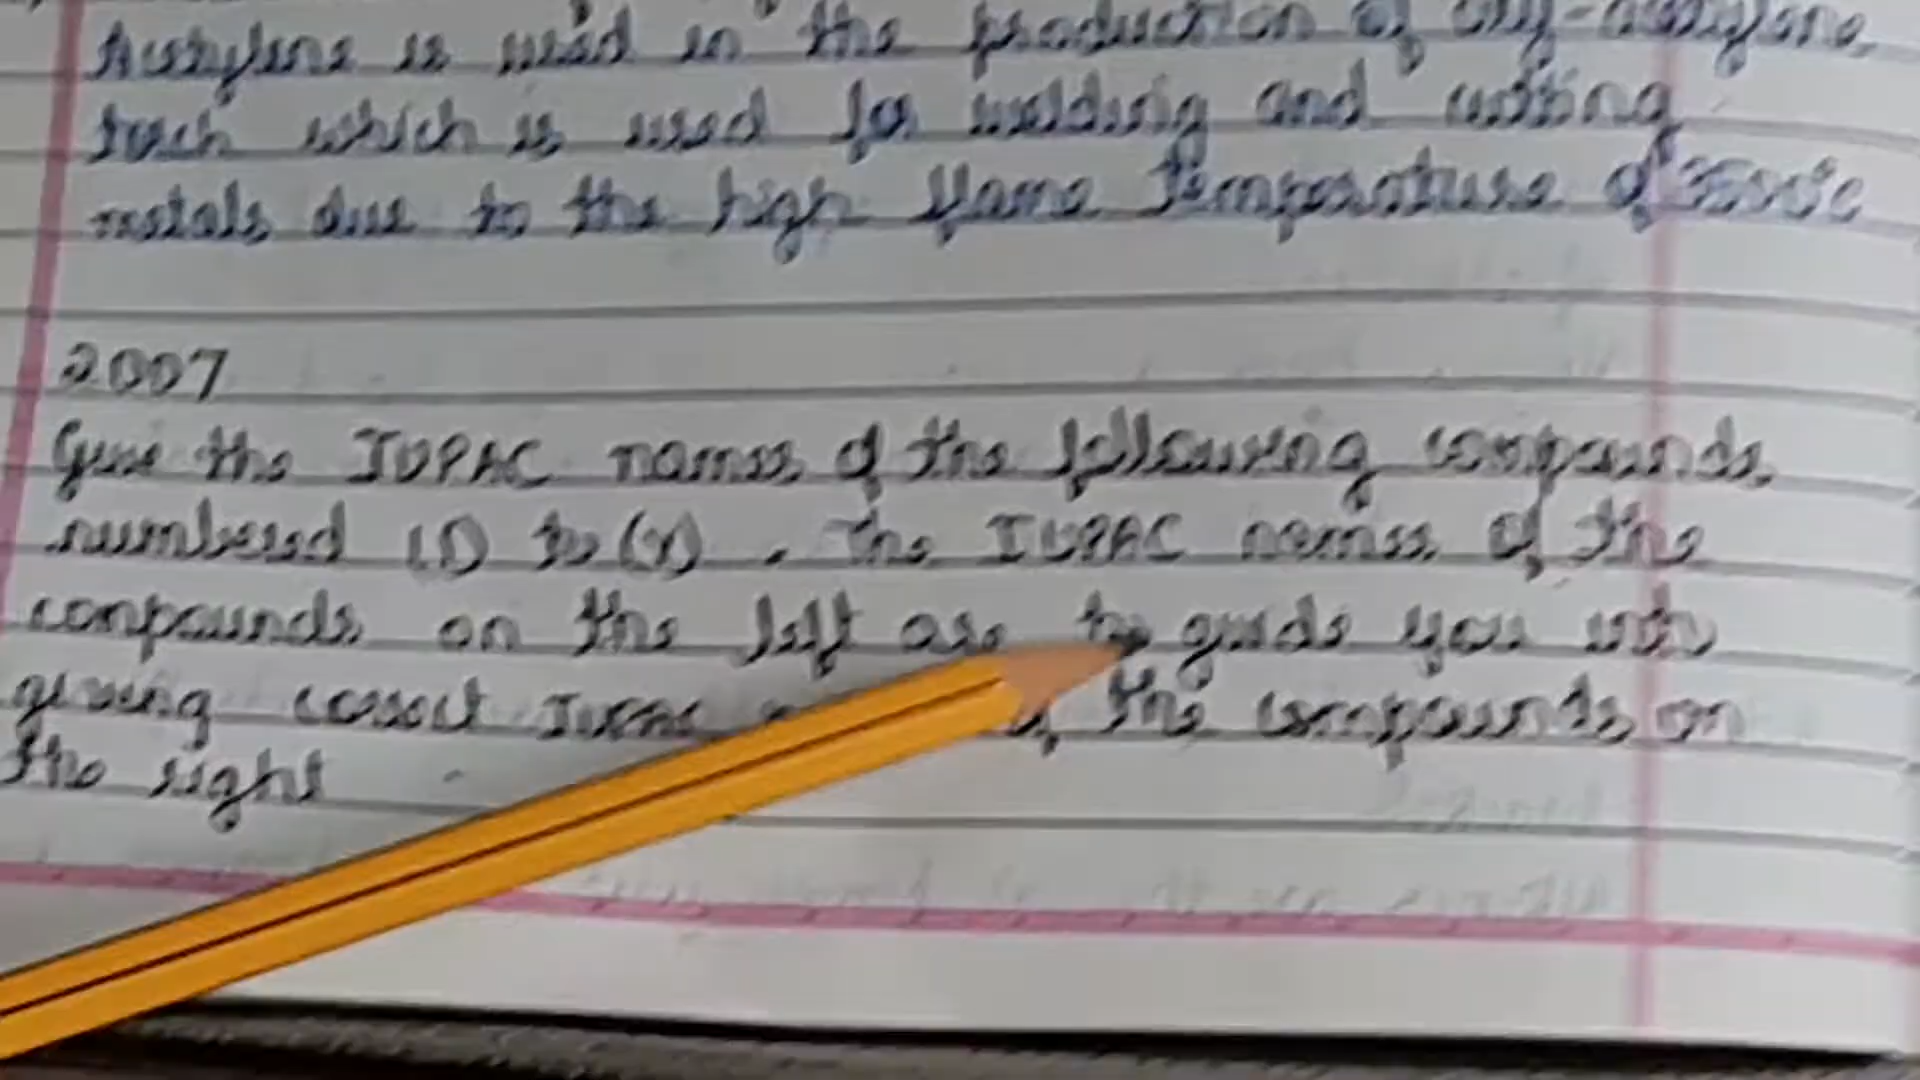 Acetylene is used in the production of oxy-acetylene
torch which is used for welding and cutting
metals due to the high flame temperature of
2007
Give the IUPAC names of the following compounds
numbered (i) to (v). The IUPAC names of the
compounds on the left are to guide you into
giving correct IUPAC of the compounds on
the right